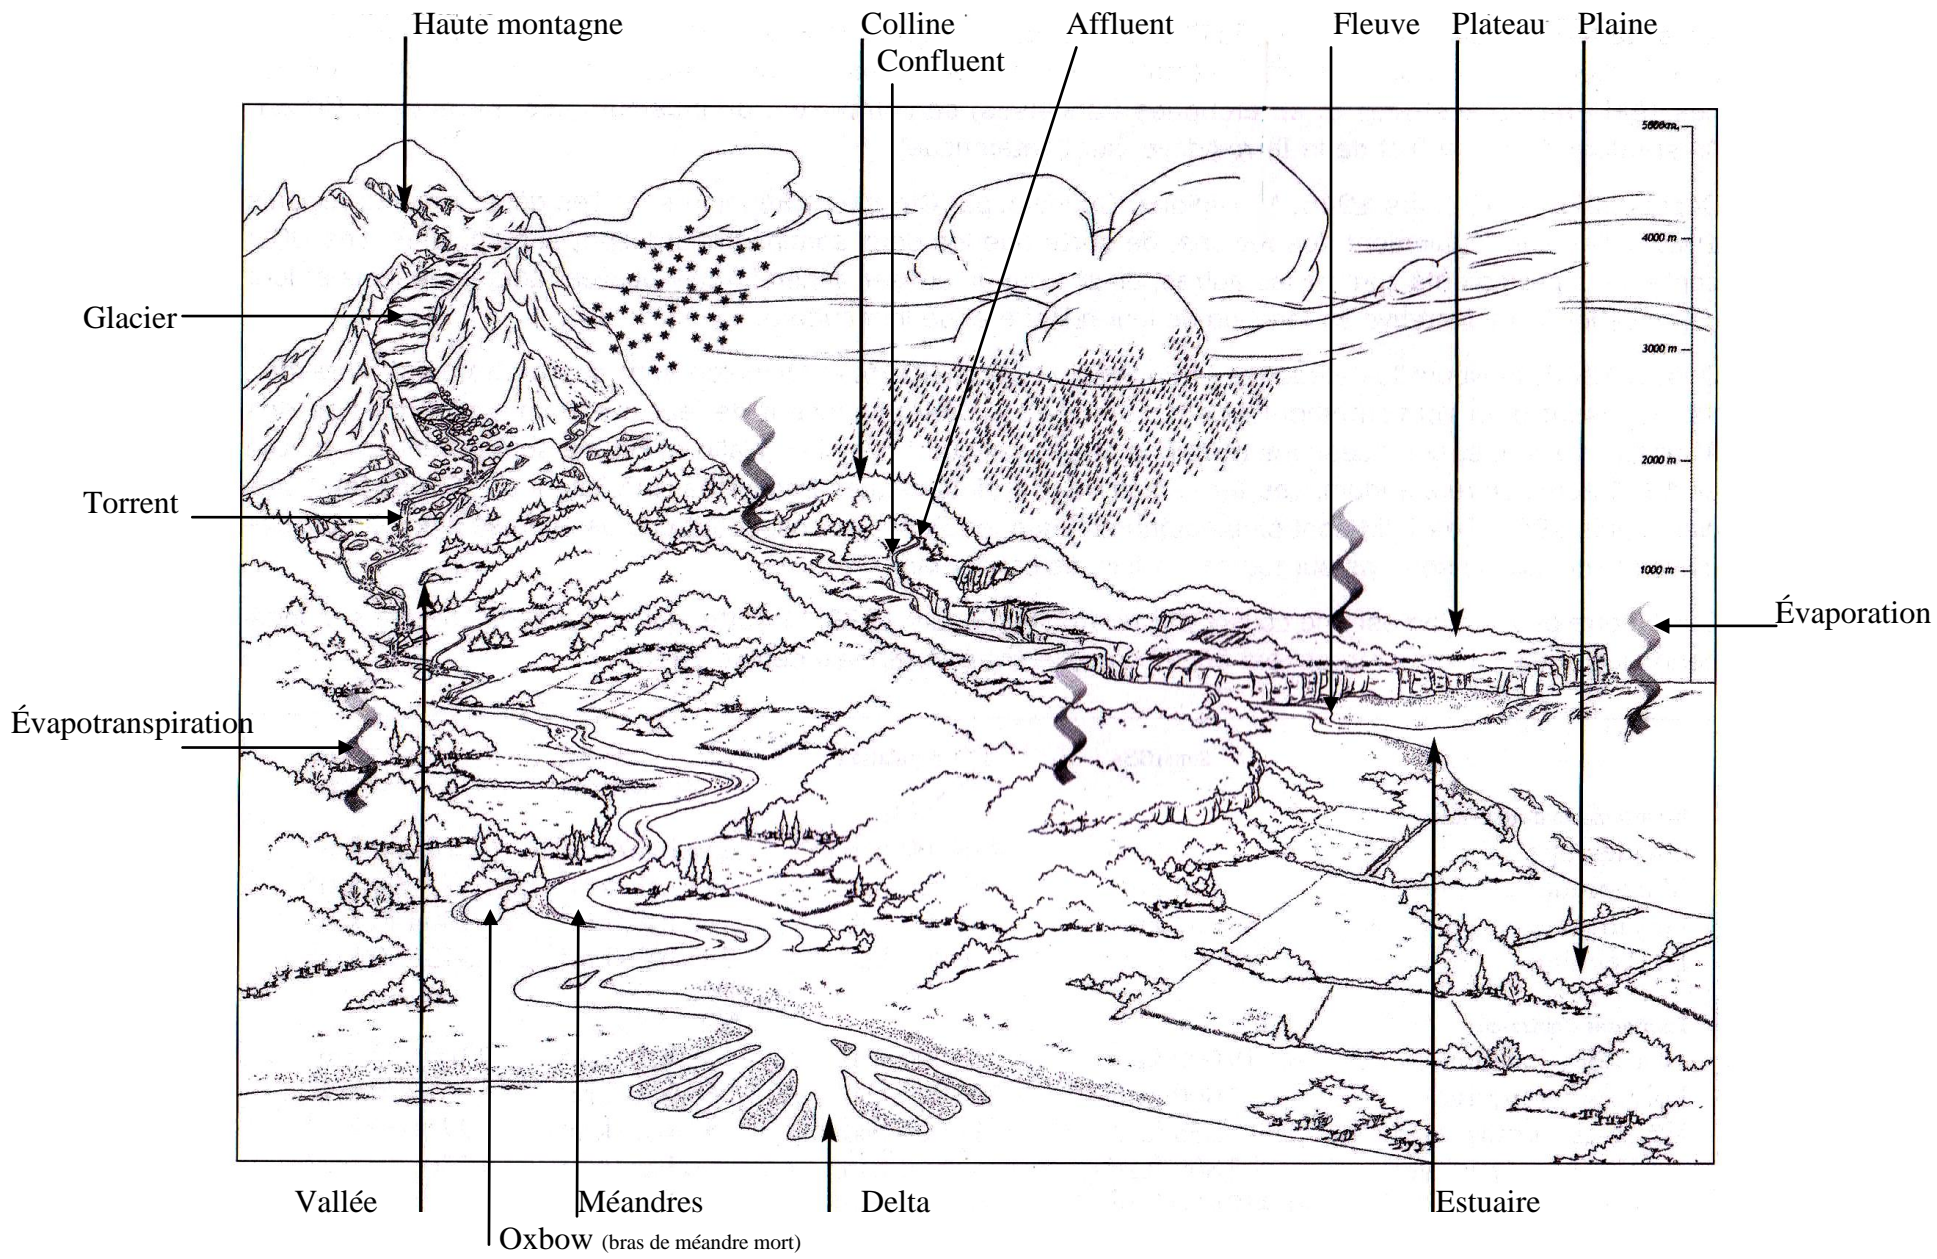 Haute montagne
Colline
Affluent
Fleuve
Plateau
Plaine
Confluent
4000 m
Glacier
3000 m
2000 m
Torrent
1000 m
Évaporation
Évapotranspiration
Vallée
Méandres
Delta
Estuaire
Oxbow (bras de méandre mort)